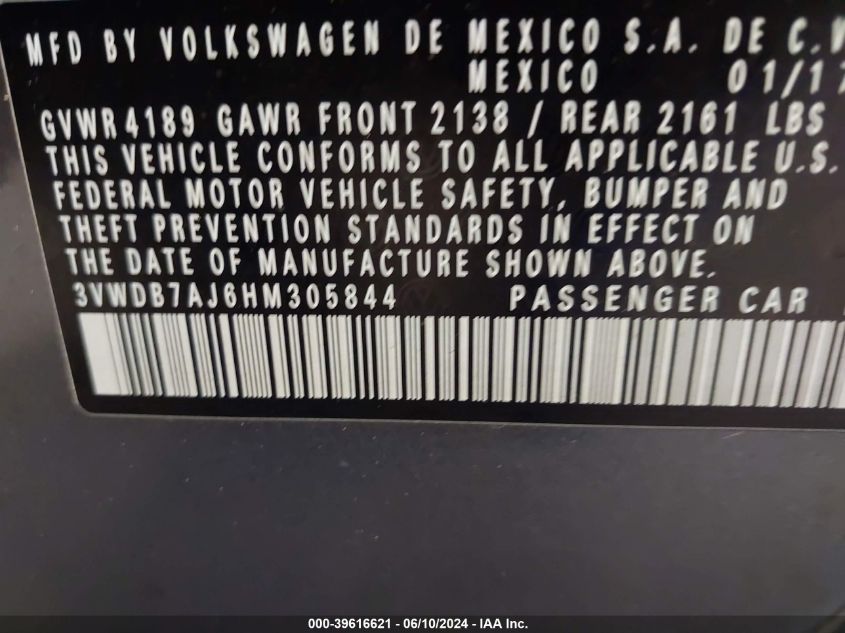 MFD BY VOLKSWAGEN DE MEXICO S.A. DE C.V
MEXICO 01/17
GVWR 4189 GAWR FRONT 2138 / REAR 2161 LBS
THIS VEHICLE CONFORMS TO ALL APPLICABLE U.S.
FEDERAL MOTOR VEHICLE SAFETY, BUMPER AND
THEFT PREVENTION STANDARDS IN EFFECT ON
THE DATE OF MANUFACTURE SHOWN ABOVE.
3VWDB7AJ6HM305844 PASSENGER CAR
000-39616621 - 06/10/2024 - IAA Inc.